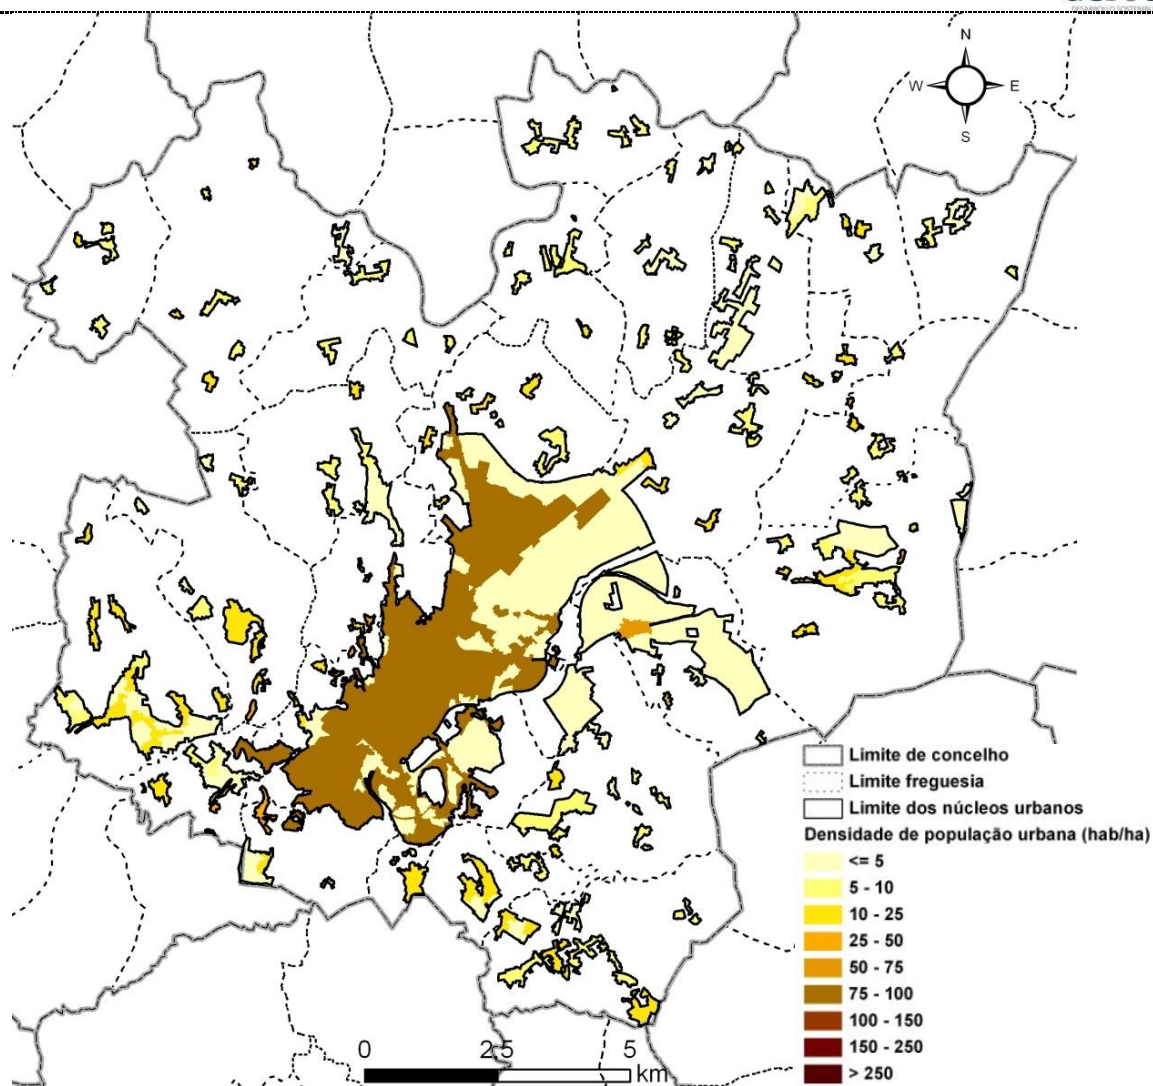 N
W E
S
Limite de concelho
Limite freguesia
Limite dos núcleos urbanos
Densidade de população urbana (hab/ha)
<= 5
5 - 10
10 - 25
25 - 50
50 - 75
75 - 100
100 - 150
150 - 250
> 250
0 2.5 5
km